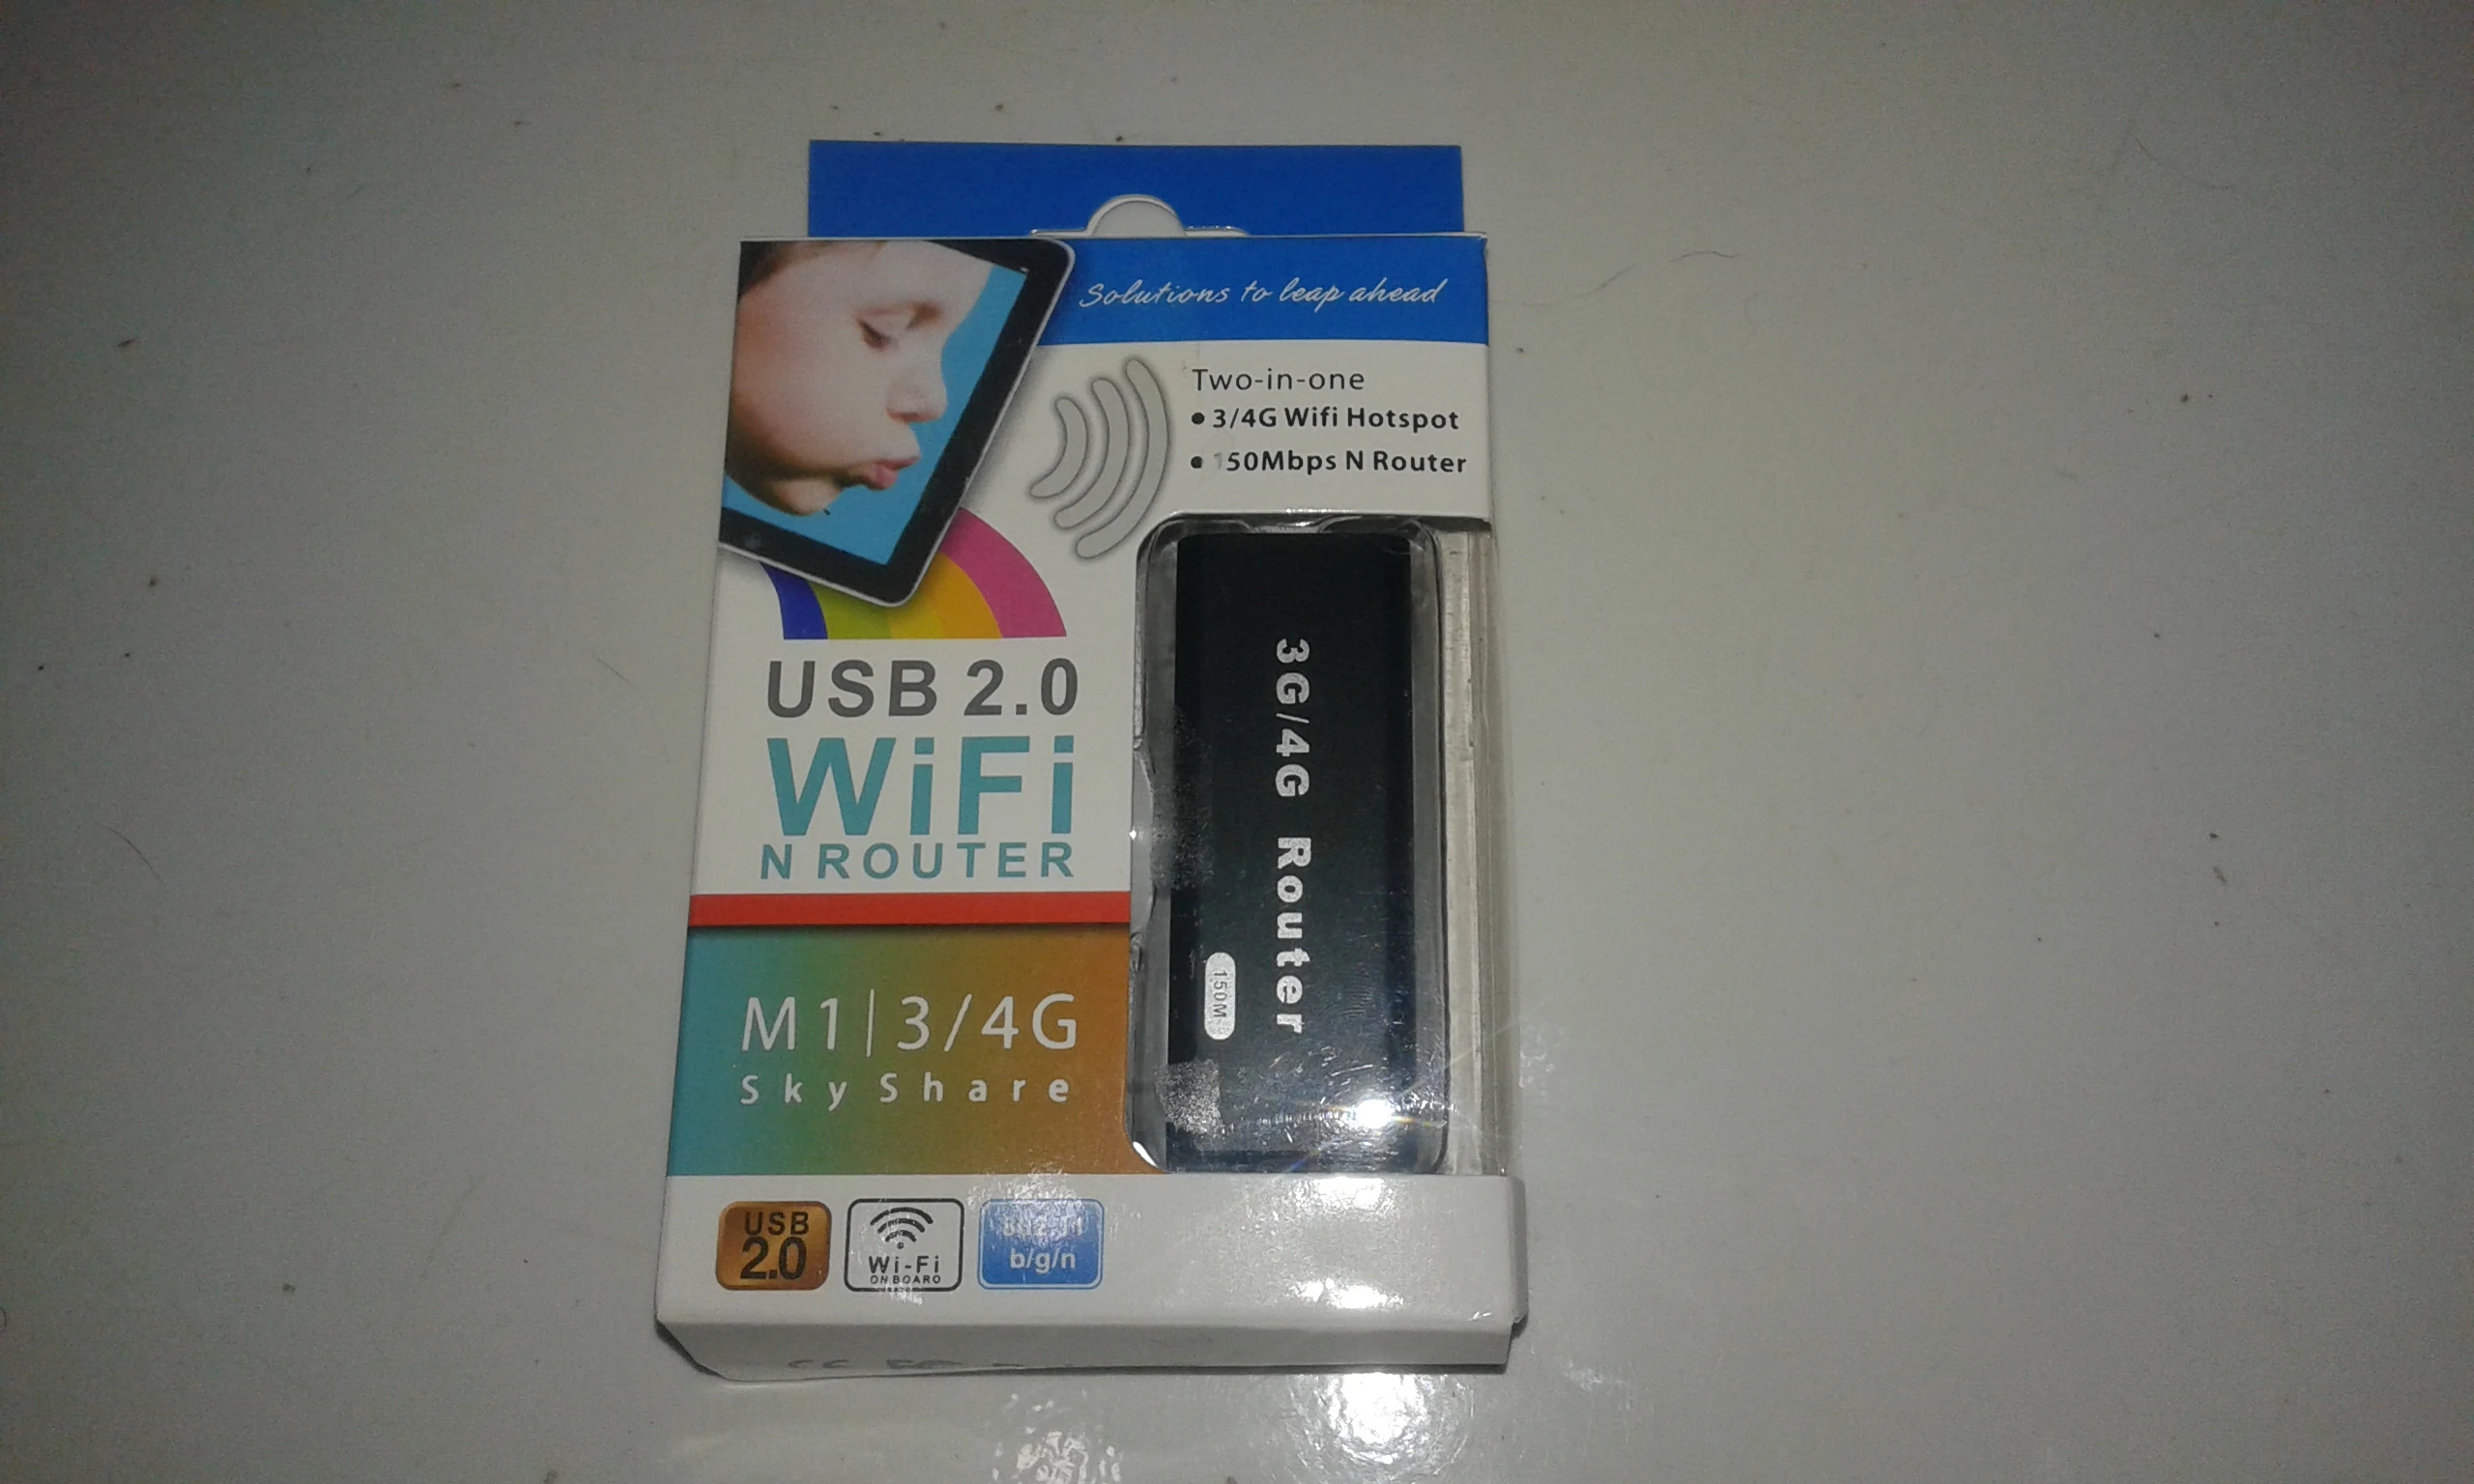 Solutions to leap ahead
Two-in-one
• 3/4G Wifi Hotspot
• 150Mbps N Router
USB 2.0
WiFi
N ROUTER
M1|3/4G
Sky Share
3G/4G Router
150M
USB
2.0
Wi-Fi
ON BOARD
b/g/n